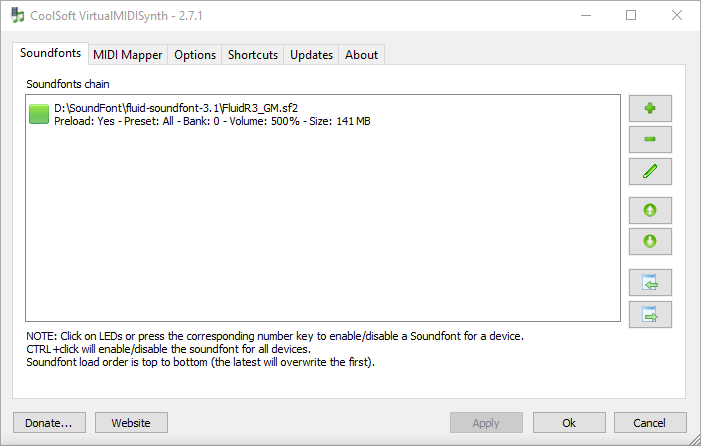 CoolSoft VirtualMIDISynth - 2.7.1
Soundfonts MIDI Mapper Options Shortcuts Updates About
Soundfonts chain
D:\SoundFont\fluid-soundfont-3.1\FluidR3_GM.sf2
Preload: Yes - Preset: All - Bank: 0 - Volume: 500% - Size: 141 MB
NOTE: Click on LEDs or press the corresponding number key to enable/disable a Soundfont for a device.
CTRL+click will enable/disable the soundfont for all devices.
Soundfont load order is top to bottom (the latest will overwrite the first).
Donate... Website Apply Ok Cancel